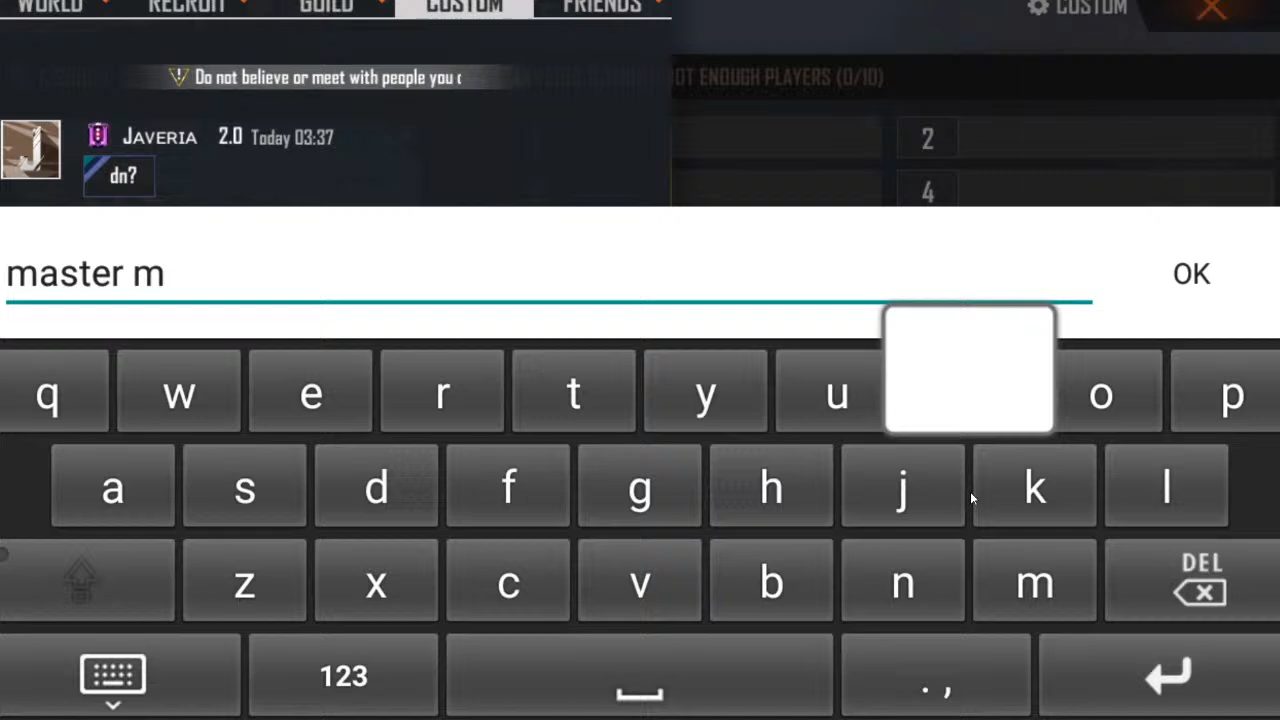 WORLD RECRUIT GUILD CUSTOM FRIENDS
CUSTOM
Do not believe or meet with people you
OT ENOUGH PLAYERS (0/10)
JAVERIA 2.0 Today 03:37
dn?
2
4
master m
OK
q w e r t y u o p
a s d f g h j k l
z x c v b n m DEL
123 . ,